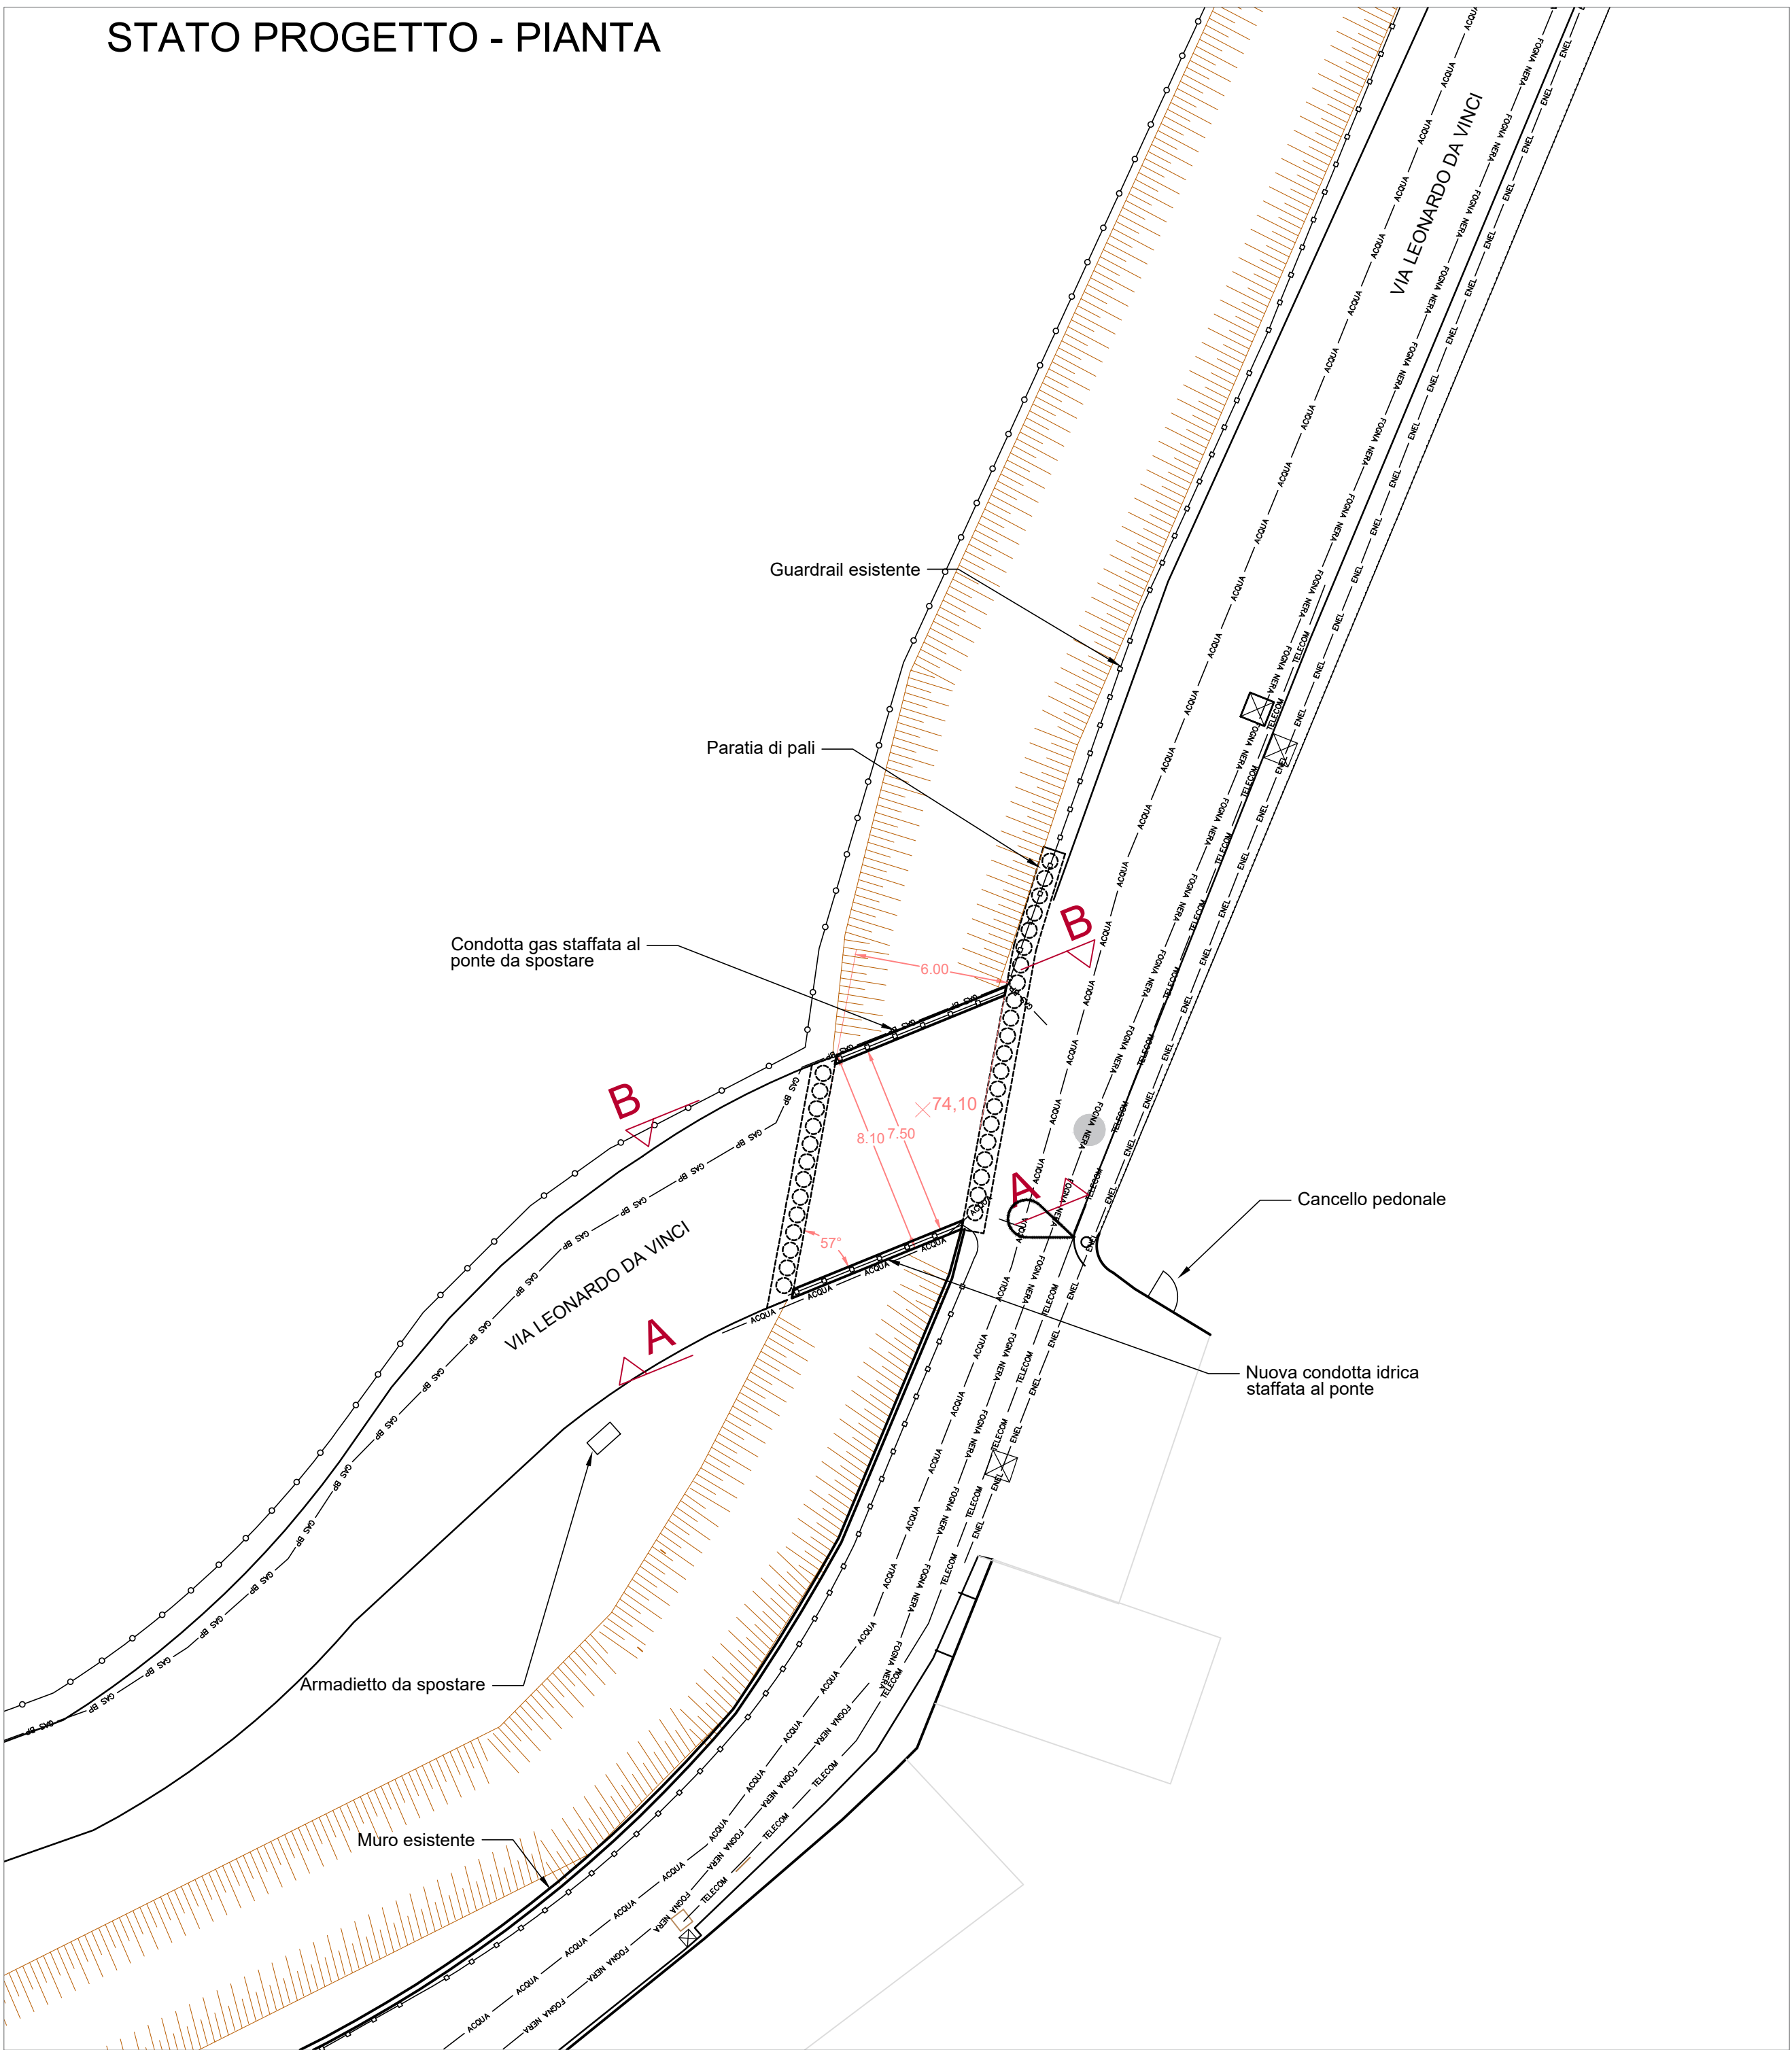 STATO PROGETTO - PIANTA
VIA LEONARDO DA VINCI
Guardrail esistente
Paratia di pali
B
Condotta gas staffata al
ponte da spostare
6.00
B
74,10
8.10
7.50
A
Cancello pedonale
57°
VIA LEONARDO DA VINCI
A
Nuova condotta idrica
staffata al ponte
Armadietto da spostare
Muro esistente
ACQUA
FOGNA NERA
ENEL
TELECOM
GAS BP